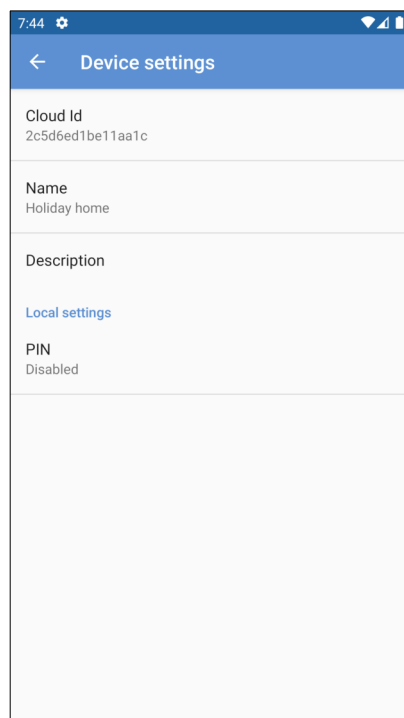 7:44
Device settings
Cloud Id
2c5d6ed1be11aa1c
Name
Holiday home
Description
Local settings
PIN
Disabled